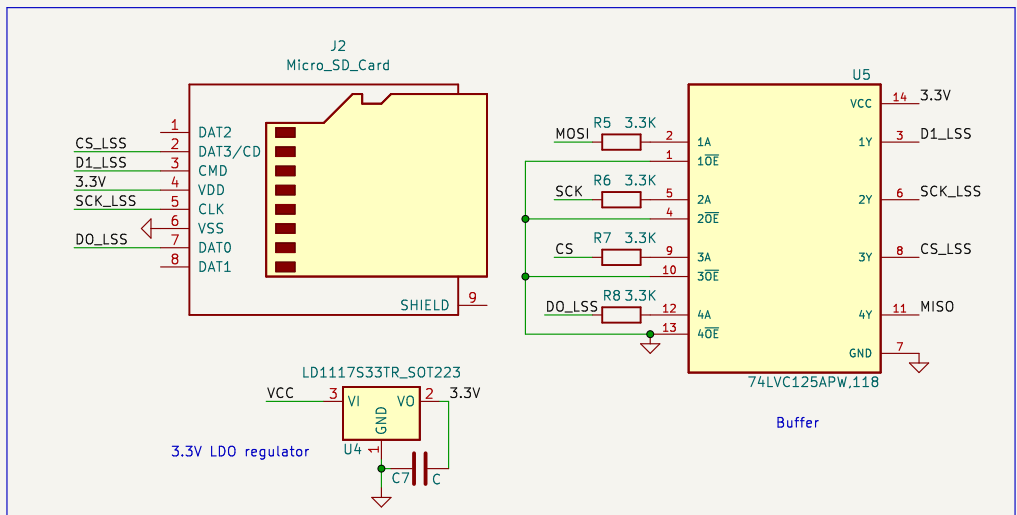 J2
Micro_SD_Card
1 DAT2
CS_LSS 2 DAT3/CD
D1_LSS 3 CMD
3.3V 4 VDD
SCK_LSS 5 CLK
6 VSS
DO_LSS 7 DAT0
8 DAT1
SHIELD 9
U5
VCC 14 3.3V
MOSI R5 3.3K 2 1A 1Y 3 D1_LSS
1 1OE
SCK R6 3.3K 5 2A 2Y 6 SCK_LSS
4 2OE
CS R7 3.3K 9 3A 3Y 8 CS_LSS
10 3OE
DO_LSS R8 3.3K 12 4A 4Y 11 MISO
13 4OE
GND 7
74LVC125APW,118
Buffer
LD1117S33TR_SOT223
VCC 3 VI VO 2 3.3V
GND
U4 1
3.3V LDO regulator
C7 C